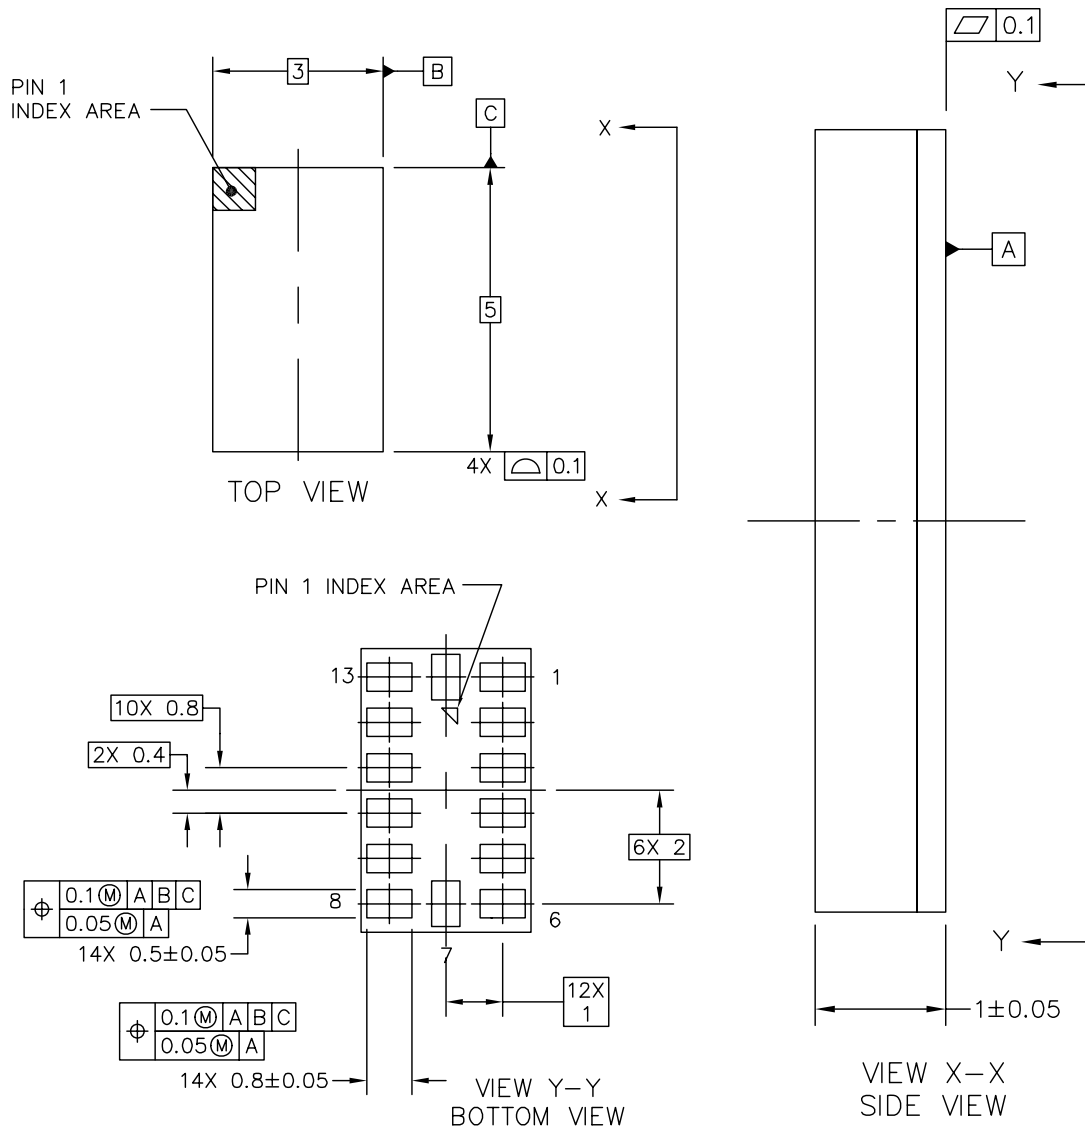 0.1
Y
PIN 1
INDEX AREA
3
B
C
X
A
5
4X 0.1
TOP VIEW
X
PIN 1 INDEX AREA
13
1
10X 0.8
2X 0.4
6X 2
0.1 Ⓜ A B C
0.05 Ⓜ A
14X 0.5±0.05
8
6
7
Y
12X
1
1±0.05
0.1 Ⓜ A B C
0.05 Ⓜ A
14X 0.8±0.05
VIEW Y-Y
BOTTOM VIEW
VIEW X-X
SIDE VIEW